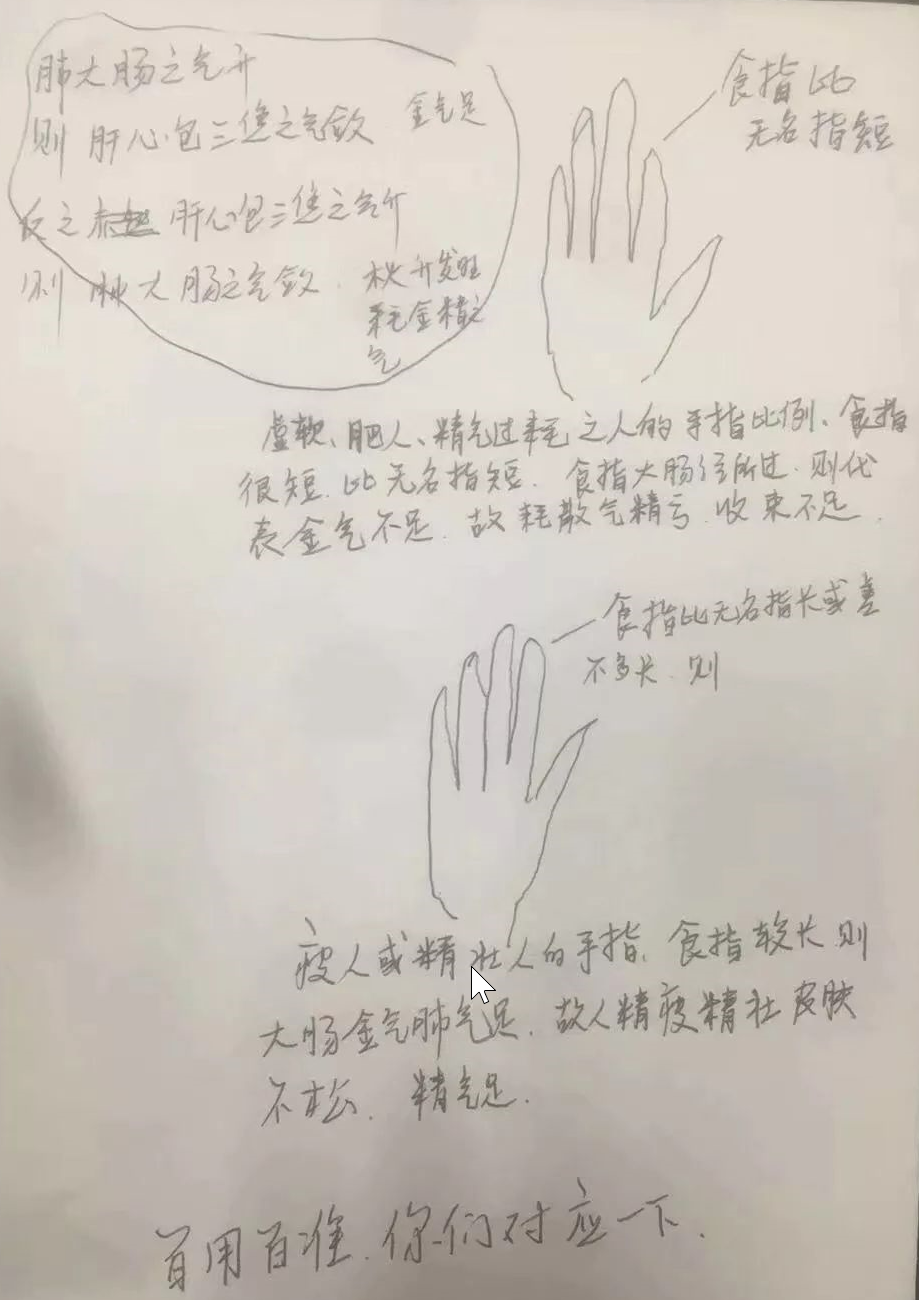 肺大肠之气升
则 肝心包三焦之气敛 金气足
反之 肝心包三焦之气升
则 肺大肠之气敛. 木火升发旺
耗金精之
气
食指比
无名指短
虚软、肥人、精气过耗之人的手指比例、食指
很短.比无名指短. 食指大肠经所过.则代
表金气不足.故耗散气精亏.收束不足.
食指比无名指长或差
不多长.则
瘦人或精壮人的手指.食指较长则
大肠金气肺气足.故人精瘦精壮皮肤
不松. 精气足.
百用百准.你们对应一下.